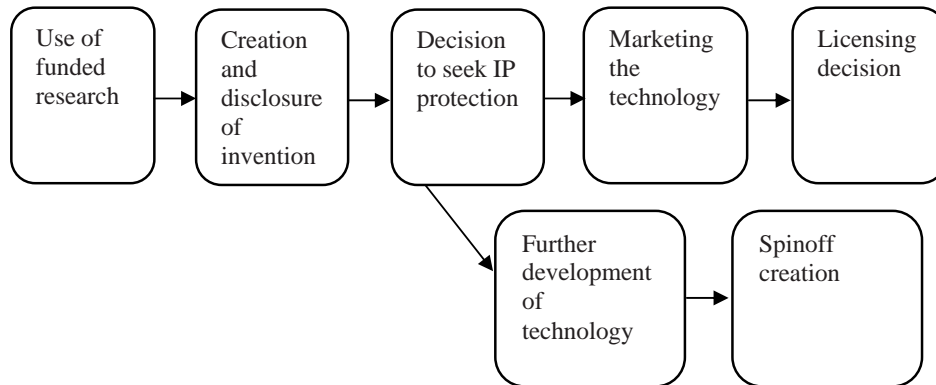 Use of
funded
research
Creation
and
disclosure
of
invention
Decision
to seek IP
protection
Marketing
the
technology
Licensing
decision
Further
development
of
technology
Spinoff
creation